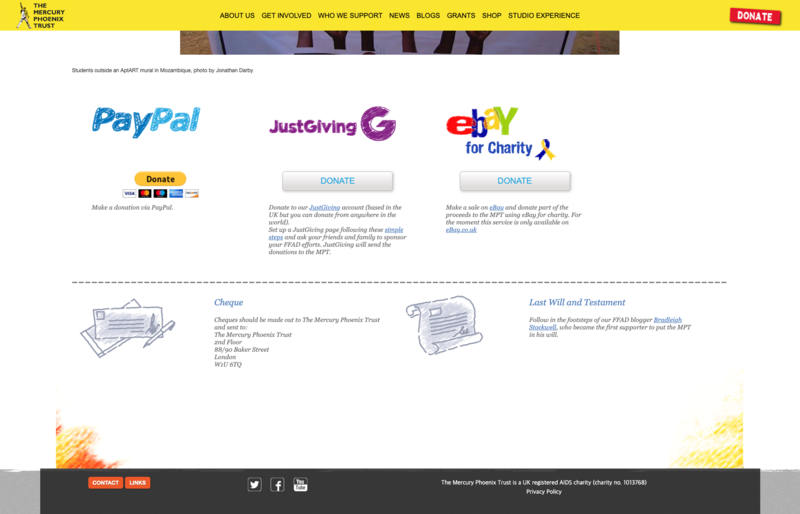 THE
MERCURY
PHOENIX
TRUST
ABOUT US GET INVOLVED WHO WE SUPPORT NEWS BLOGS GRANTS SHOP STUDIO EXPERIENCE
DONATE
Students outside an AptART mural in Mozambique, photo by Jonathan Darby
PayPal
Donate
VISA
Make a donation via PayPal.
JustGiving G
DONATE
Donate to our JustGiving account (based in
the UK but you can donate from anywhere in the
world).
Set up a JustGiving page following these simple
steps and ask your friends and family to sponsor
your FFAD efforts. JustGiving will send the
donations to the MPT.
ebay
for Charity
DONATE
Make a sale on eBay and donate part of the
proceeds to the MPT using eBay for charity. For
the moment this service is only available on
eBay.co.uk
Cheque
Cheques should be made out to The Mercury Phoenix Trust
and sent to:
The Mercury Phoenix Trust
2nd Floor
88/90 Baker Street
London
W1U 6TQ
Last Will and Testament
Follow in the footsteps of our FFAD blogger Bradleigh
Stockwell, who became the first supporter to put the MPT
in his will.
CONTACT LINKS
You
Tube
The Mercury Phoenix Trust is a UK registered AIDS charity (charity no. 1013768)
Privacy Policy